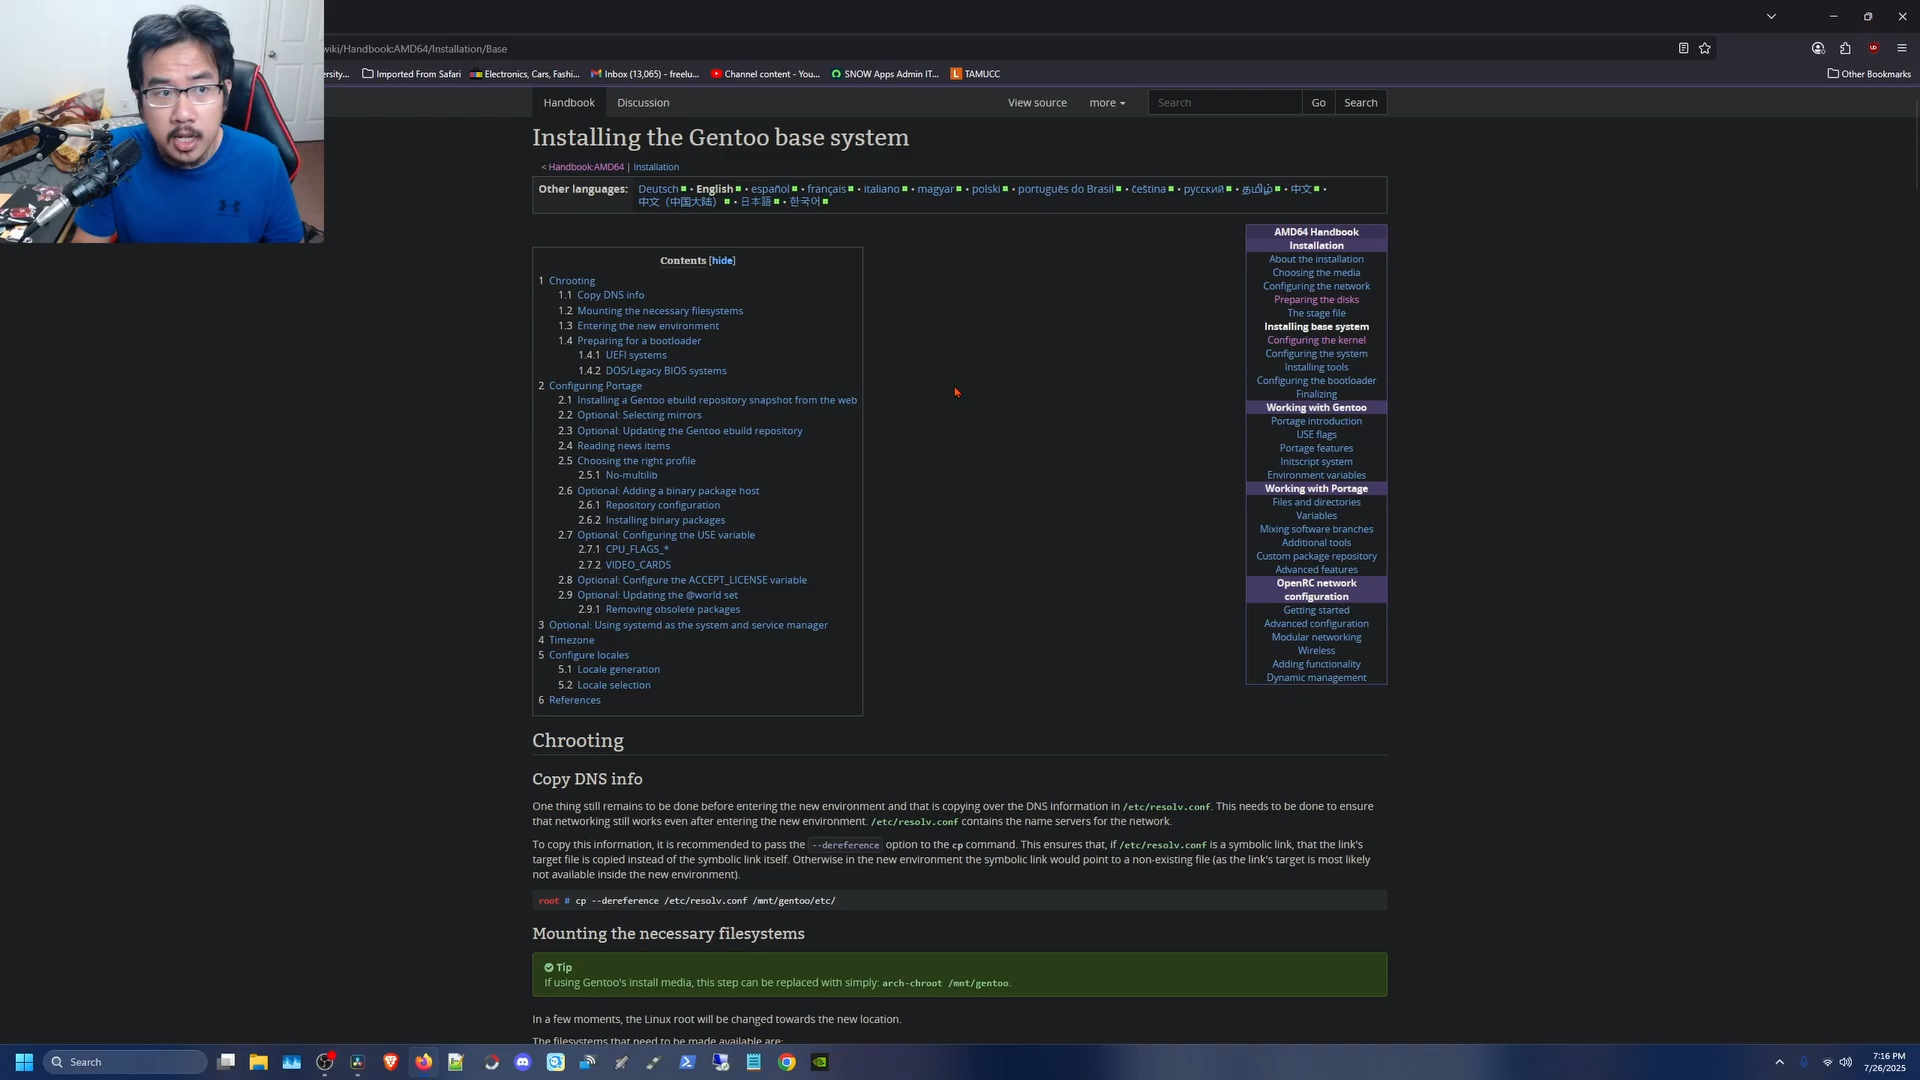 wiki/Handbook:AMD64/Installation/Base
ersity...
Imported From Safari
Electronics, Cars, Fashi...
Inbox (13,065) - freelu...
Channel content - You...
SNOW Apps Admin IT...
TAMUCC
Other Bookmarks
Handbook
Discussion
View source
more
Search
Go
Search
Installing the Gentoo base system
< Handbook:AMD64 | Installation
Other languages: Deutsch • English • español • français • italiano • magyar • polski • português do Brasil • čeština • русский • தமிழ் • 中文 •
中文（中国大陆） • 日本語 • 한국어
Contents [hide]
1 Chrooting
1.1 Copy DNS info
1.2 Mounting the necessary filesystems
1.3 Entering the new environment
1.4 Preparing for a bootloader
1.4.1 UEFI systems
1.4.2 DOS/Legacy BIOS systems
2 Configuring Portage
2.1 Installing a Gentoo ebuild repository snapshot from the web
2.2 Optional: Selecting mirrors
2.3 Optional: Updating the Gentoo ebuild repository
2.4 Reading news items
2.5 Choosing the right profile
2.5.1 No-multilib
2.6 Optional: Adding a binary package host
2.6.1 Repository configuration
2.6.2 Installing binary packages
2.7 Optional: Configuring the USE variable
2.7.1 CPU_FLAGS_*
2.7.2 VIDEO_CARDS
2.8 Optional: Configure the ACCEPT_LICENSE variable
2.9 Optional: Updating the @world set
2.9.1 Removing obsolete packages
3 Optional: Using systemd as the system and service manager
4 Timezone
5 Configure locales
5.1 Locale generation
5.2 Locale selection
6 References
AMD64 Handbook
Installation
About the installation
Choosing the media
Configuring the network
Preparing the disks
The stage file
Installing base system
Configuring the kernel
Configuring the system
Installing tools
Configuring the bootloader
Finalizing
Working with Gentoo
Portage introduction
USE flags
Portage features
Initscript system
Environment variables
Working with Portage
Files and directories
Variables
Mixing software branches
Additional tools
Custom package repository
Advanced features
OpenRC network
configuration
Getting started
Advanced configuration
Modular networking
Wireless
Adding functionality
Dynamic management
Chrooting
Copy DNS info
One thing still remains to be done before entering the new environment and that is copying over the DNS information in /etc/resolv.conf. This needs to be done to ensure
that networking still works even after entering the new environment. /etc/resolv.conf contains the name servers for the network.
To copy this information, it is recommended to pass the --dereference option to the cp command. This ensures that, if /etc/resolv.conf is a symbolic link, that the link's
target file is copied instead of the symbolic link itself. Otherwise in the new environment the symbolic link would point to a non-existing file (as the link's target is most likely
not available inside the new environment).
root # cp --dereference /etc/resolv.conf /mnt/gentoo/etc/
Mounting the necessary filesystems
Tip
If using Gentoo's install media, this step can be replaced with simply: arch-chroot /mnt/gentoo.
In a few moments, the Linux root will be changed towards the new location.
The filesystems that need to be made available are:
Search
7:16 PM
7/26/2025